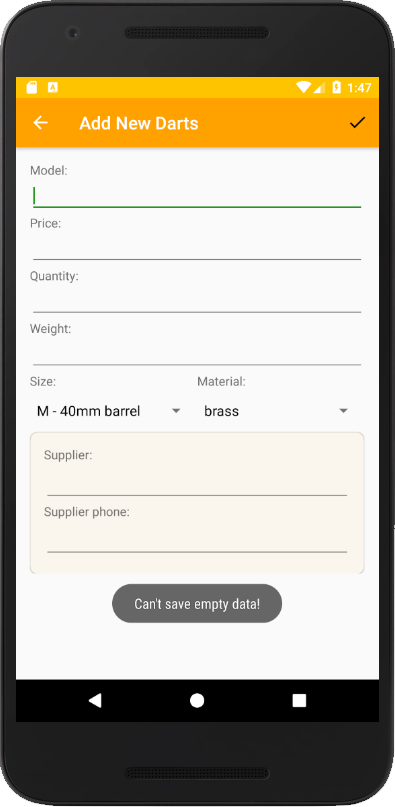 1:47
Add New Darts
Model:
Price:
Quantity:
Weight:
Size: Material:
M - 40mm barrel brass
Supplier:
Supplier phone:
Can't save empty data!